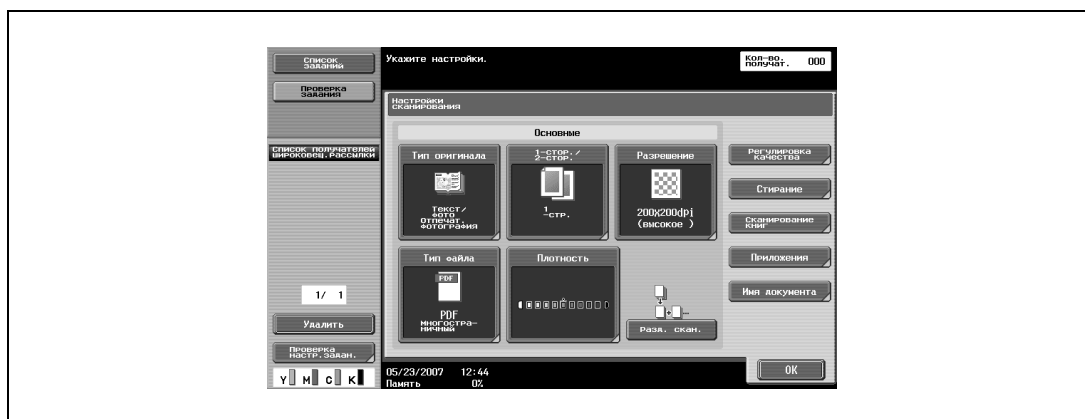 Список
заданий
Проверка
задания
Список получателей
широковещ.рассылки
1/ 1
Удалить
Проверка
настр.задан.
Y M C K
Укажите настройки.
Кол-во.
получат. 000
Настройки
сканирования
Основные
Тип оригинала
Текст/
Фото
Отпечат.
фотография
1-стор./
2-стор.
1
-стр.
Разрешение
200X200dpi
(высокое )
Тип файла
PDF
PDF
многостра-
ничный
Плотность
Разд. скан.
Регулировка
качества
Стирание
Сканирование
книг
Приложения
Имя документа
05/23/2007 12:44
Память 0%
OK